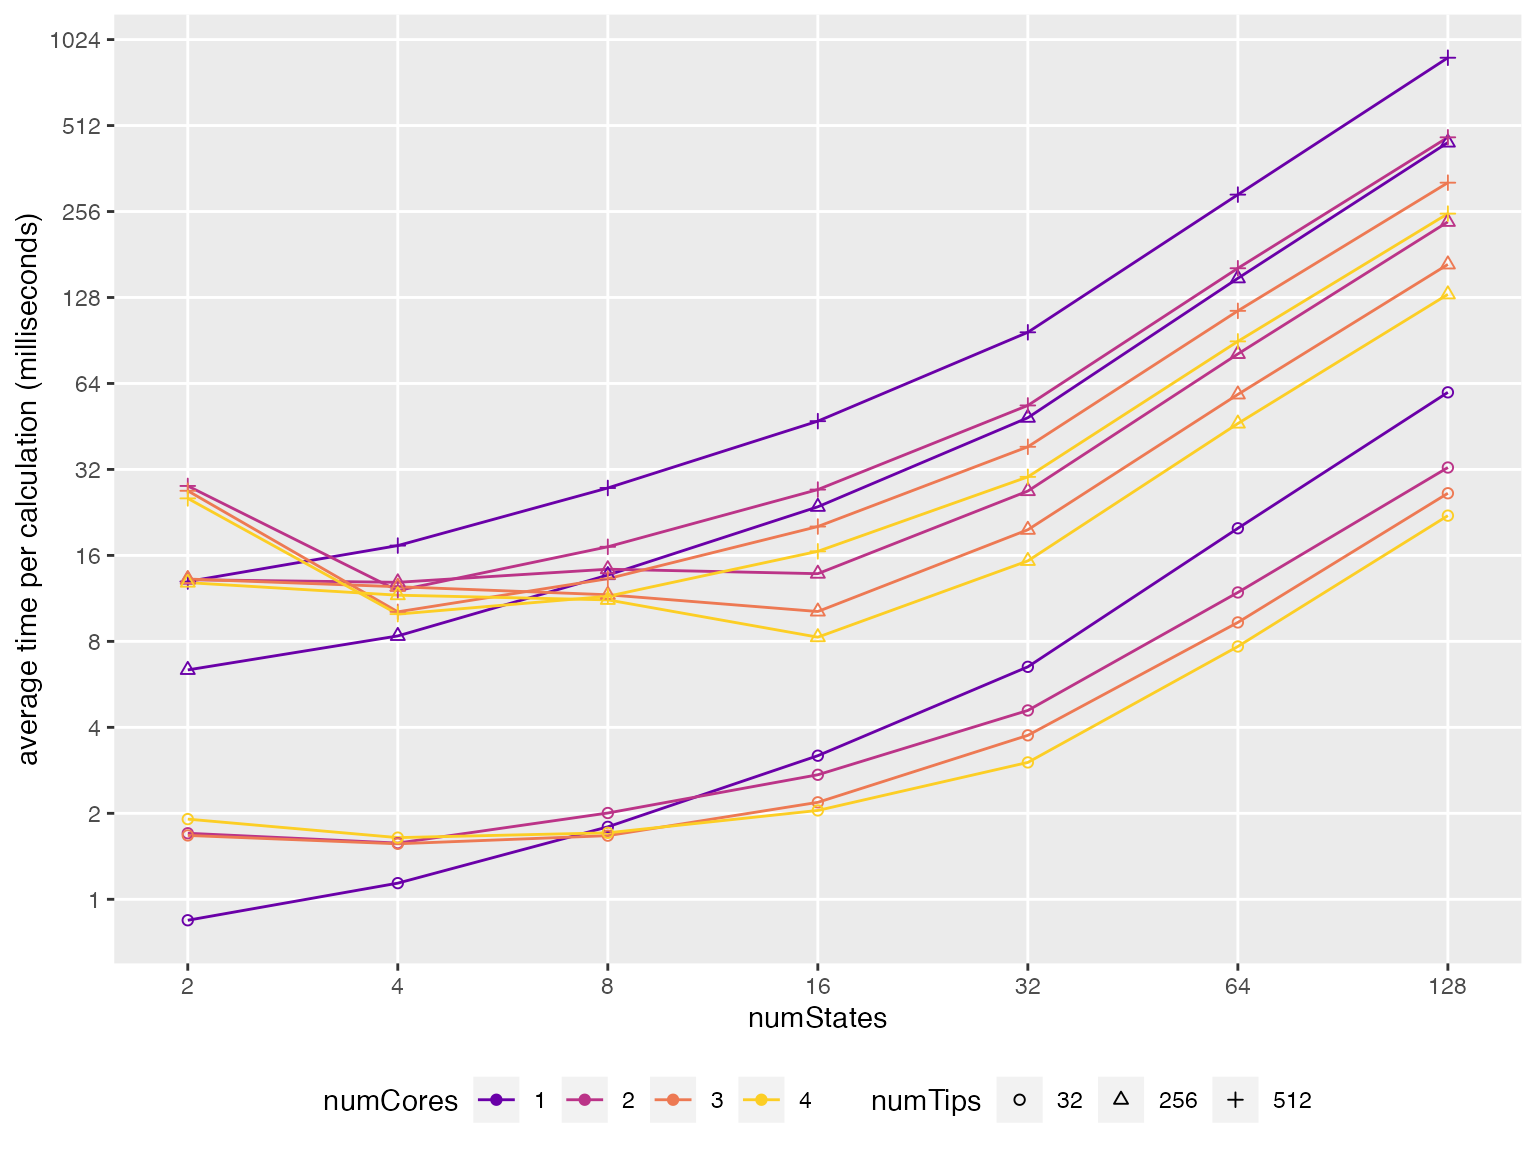 1024
512
256
128
64
32
16
8
4
2
1
average time per calculation (milliseconds)
2 4 8 16 32 64 128
numStates
numCores 1 2 3 4 numTips 32 256 512